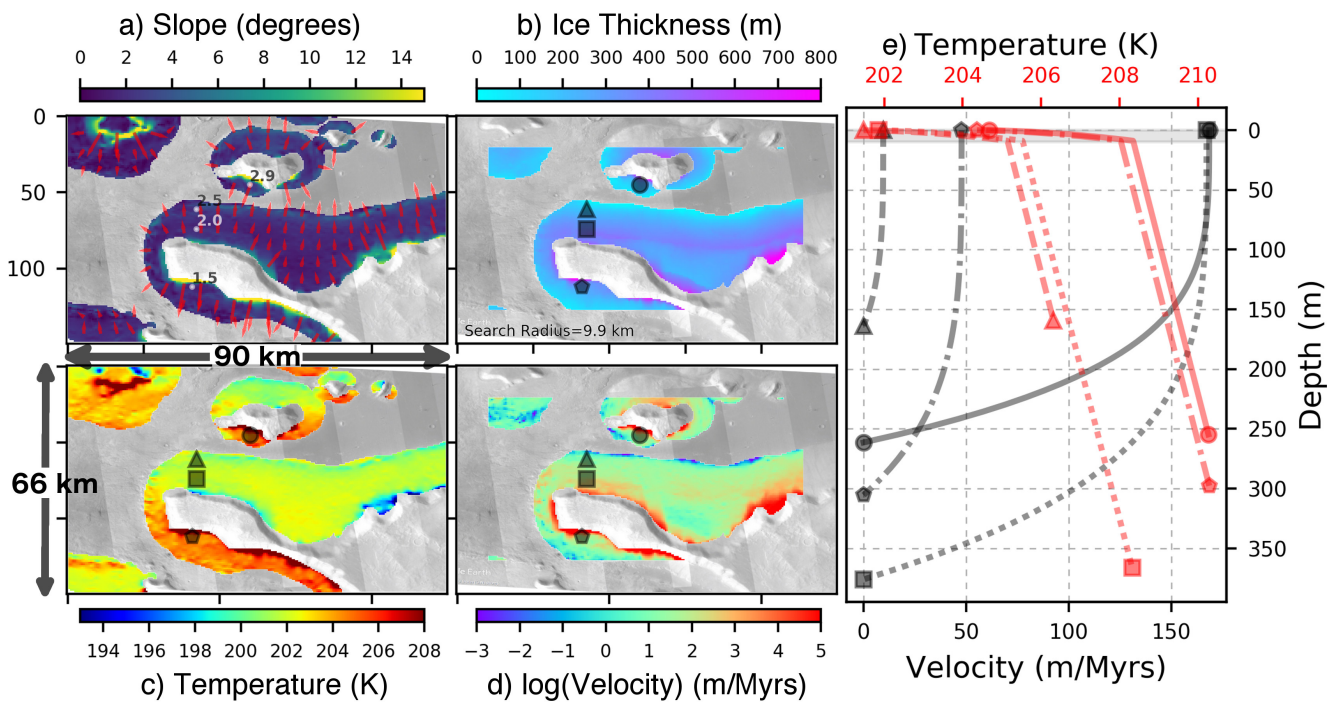 a) Slope (degrees)
0 2 4 6 8 10 12 14
b) Ice Thickness (m)
0 100 200 300 400 500 600 700 800
e) Temperature (K)
202 204 206 208 210
0
50
100
2.9
2.5
2.0
1.5
Search Radius=9.9 km
90 km
66 km
Earth
194 196 198 200 202 204 206 208
c) Temperature (K)
−3 −2 −1 0 1 2 3 4 5
d) log(Velocity) (m/Myrs)
0
50
100
150
200
250
300
350
Depth (m)
0 50 100 150
Velocity (m/Myrs)